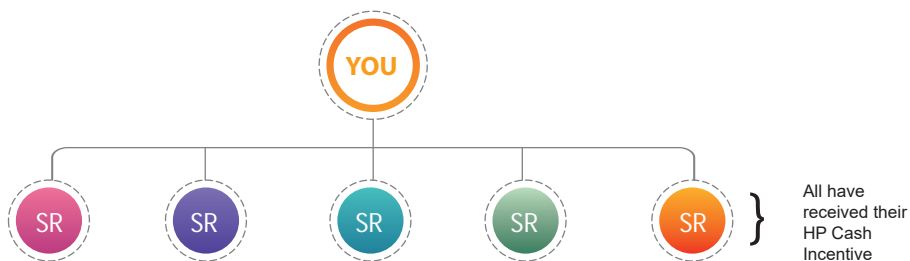 YOU
SR SR SR SR SR
All have
received their
HP Cash
Incentive